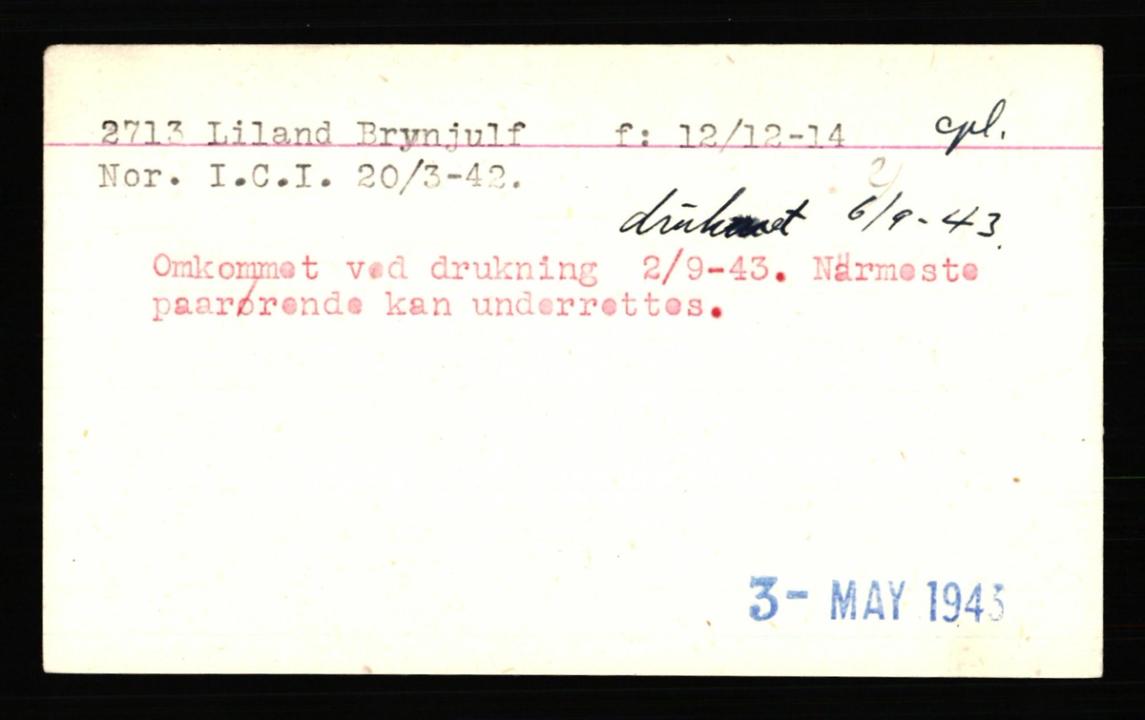 2713 Liland Brynjulf f: 12/12-14 cpl.
Nor. I.C.I. 20/3-42.
druknet 6/9-43.
Omkommet ved drukning 2/9-43. Närmeste
paarørende kan underrettes.
3- MAY 1943